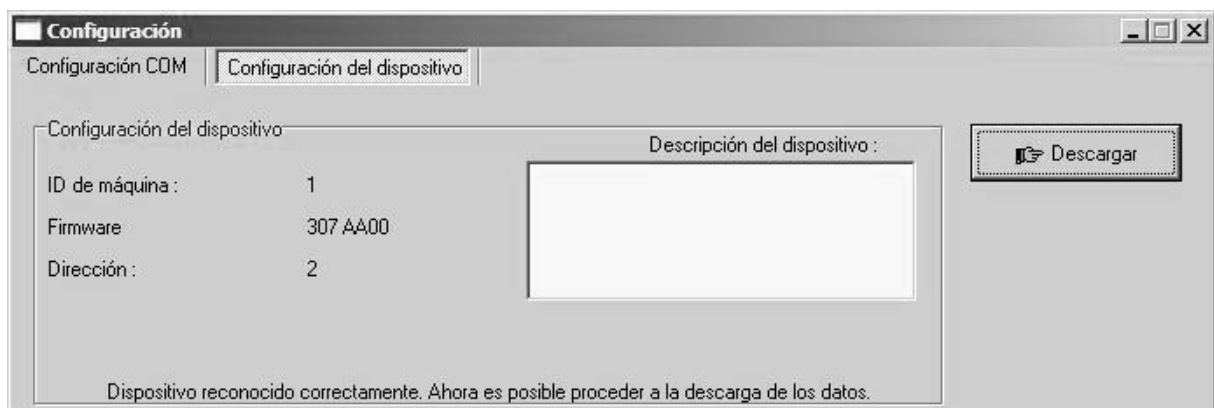 Configuración
Configuración COM
Configuración del dispositivo
Configuración del dispositivo
Descripción del dispositivo :
Descargar
ID de máquina : 1
Firmware 307 AA00
Dirección : 2
Dispositivo reconocido correctamente. Ahora es posible proceder a la descarga de los datos.